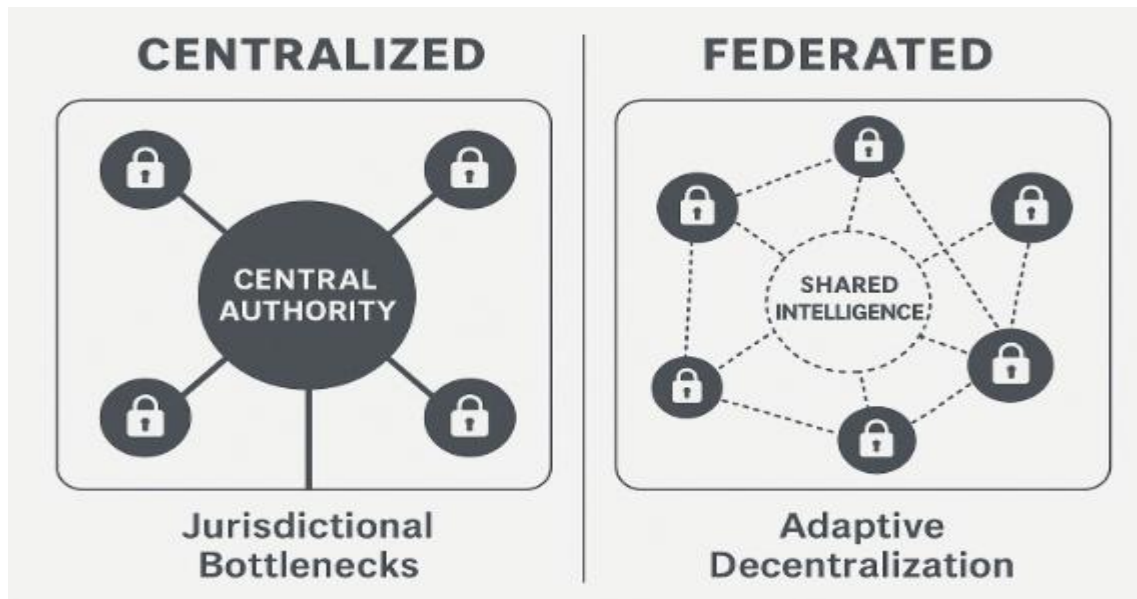 CENTRALIZED
CENTRAL
AUTHORITY
Jurisdictional
Bottlenecks
FEDERATED
SHARED
INTELLIGENCE
Adaptive
Decentralization